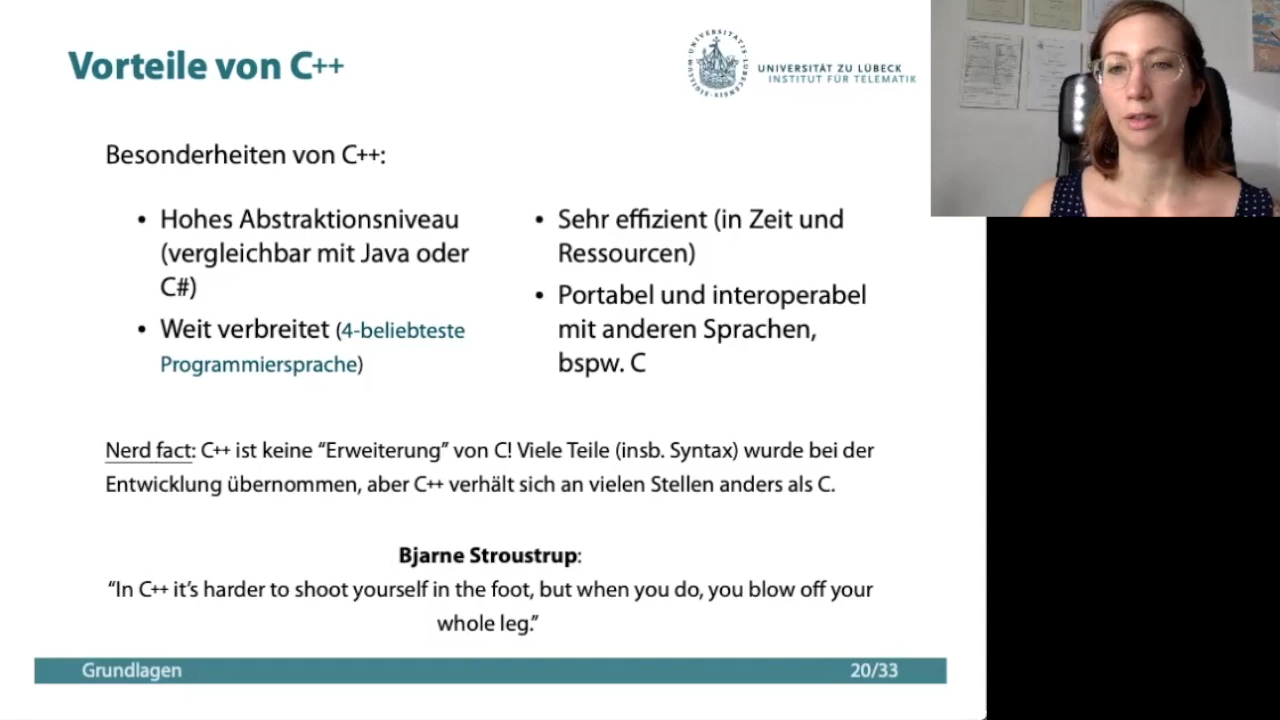 Vorteile von C++
UNIVERSITÄT ZU LÜBECK
INSTITUT FÜR TELEMATIK
Besonderheiten von C++:
• Hohes Abstraktionsniveau
(vergleichbar mit Java oder
C#)
• Weit verbreitet (4-beliebteste
Programmiersprache)
• Sehr effizient (in Zeit und
Ressourcen)
• Portabel und interoperabel
mit anderen Sprachen,
bspw. C
Nerd fact: C++ ist keine “Erweiterung” von C! Viele Teile (insb. Syntax) wurde bei der
Entwicklung übernommen, aber C++ verhält sich an vielen Stellen anders als C.
Bjarne Stroustrup:
“In C++ it’s harder to shoot yourself in the foot, but when you do, you blow off your
whole leg.”
Grundlagen
20/33